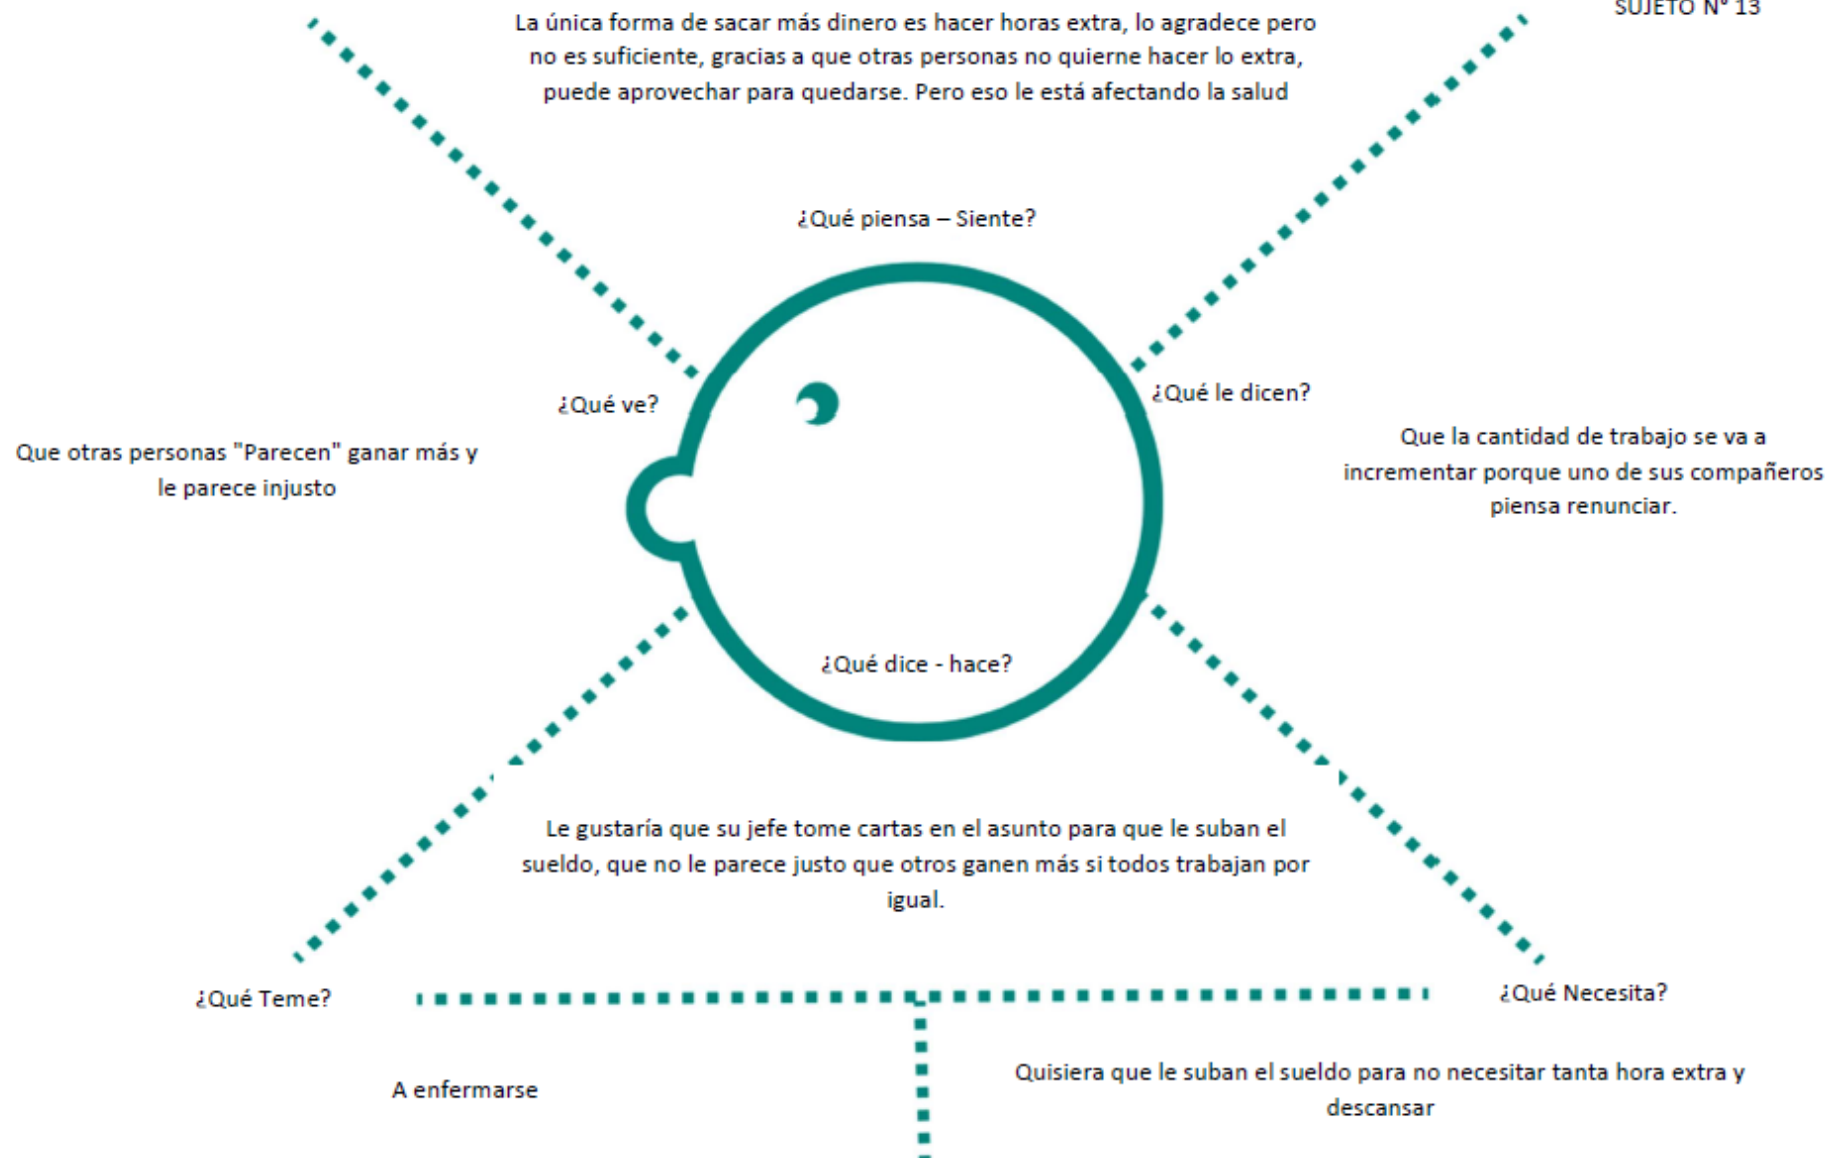 SUJETO N° 13
La única forma de sacar más dinero es hacer horas extra, lo agradece pero
no es suficiente, gracias a que otras personas no quierne hacer lo extra,
puede aprovechar para quedarse. Pero eso le está afectando la salud
¿Qué piensa – Siente?
¿Qué ve?
Que otras personas "Parecen" ganar más y
le parece injusto
¿Qué le dicen?
Que la cantidad de trabajo se va a
incrementar porque uno de sus compañeros
piensa renunciar.
¿Qué dice - hace?
Le gustaría que su jefe tome cartas en el asunto para que le suban el
sueldo, que no le parece justo que otros ganen más si todos trabajan por
igual.
¿Qué Teme?
A enfermarse
¿Qué Necesita?
Quisiera que le suban el sueldo para no necesitar tanta hora extra y
descansar